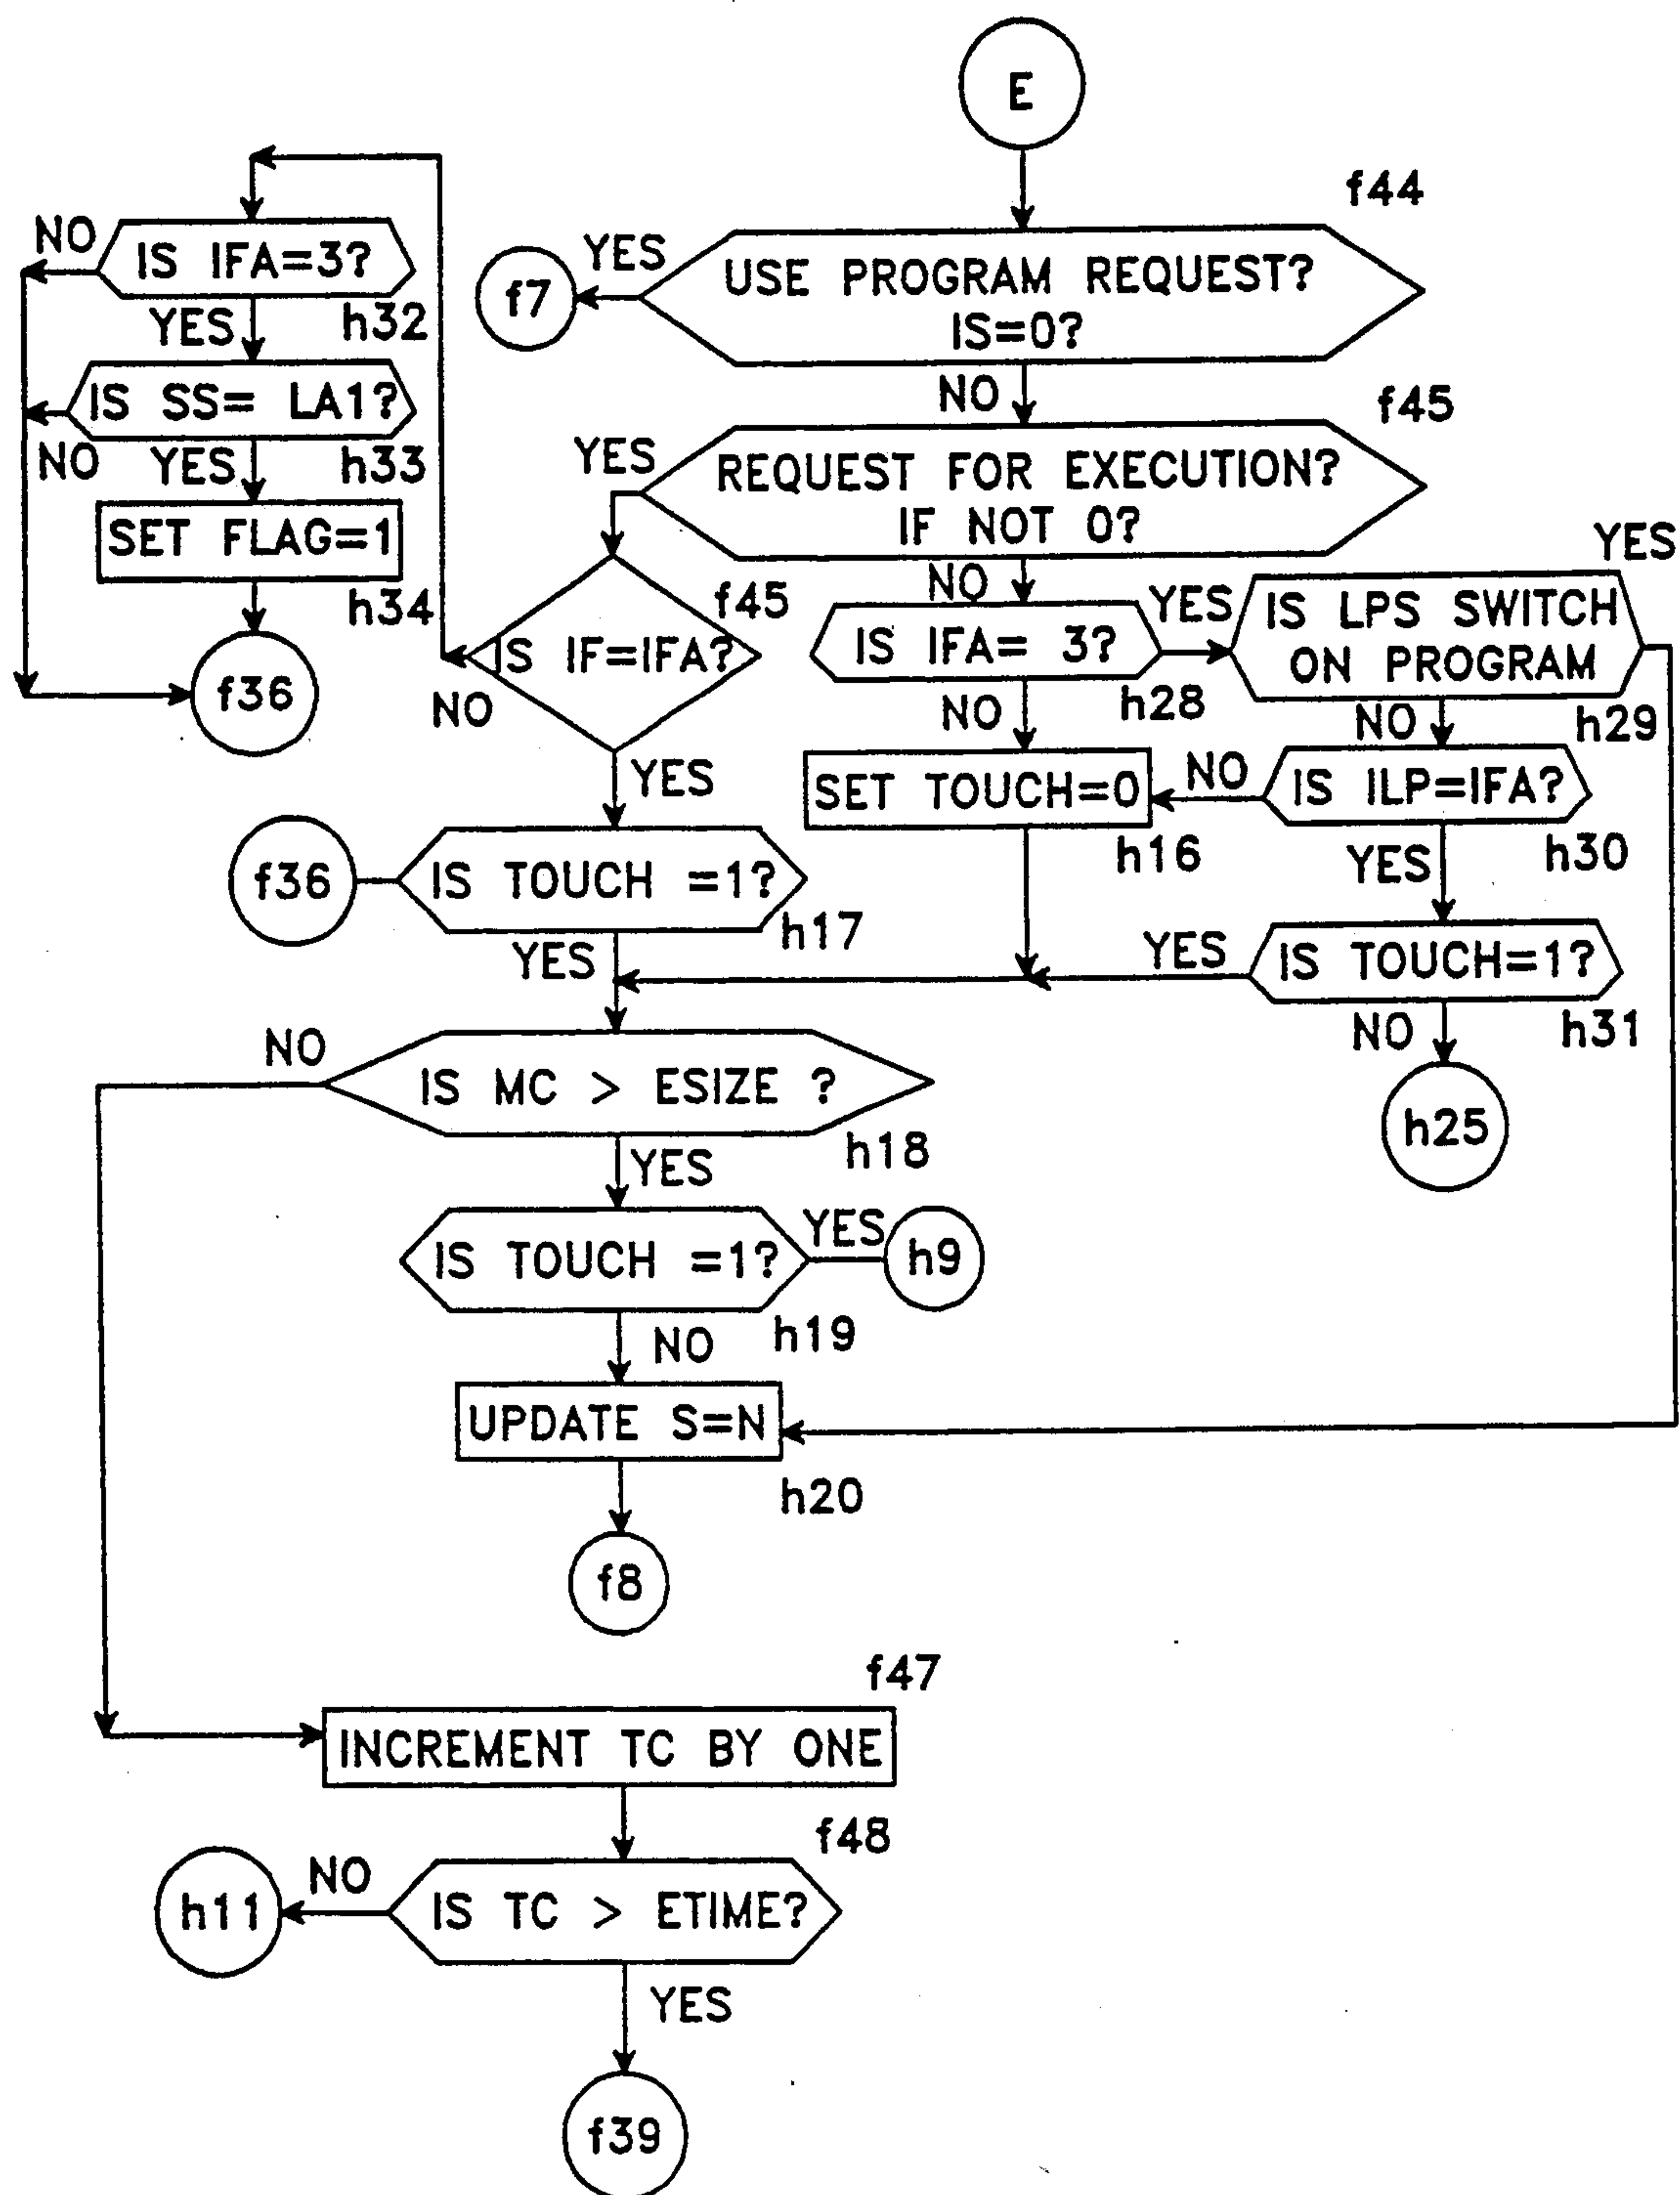 E
f44
NO
IS IFA=3?
YES
f7
USE PROGRAM REQUEST?
IS=0?
YES
h32
NO
f45
IS SS= LA1?
NO
YES
h33
YES
REQUEST FOR EXECUTION?
IF NOT 0?
SET FLAG=1
h34
f36
NO
f45
IS IF=IFA?
NO
YES
IS IFA= 3?
YES
IS LPS SWITCH
ON PROGRAM
YES
NO
h28
NO
h29
SET TOUCH=0
NO
IS ILP=IFA?
h16
YES
h30
f36
IS TOUCH =1?
h17
YES
YES
IS TOUCH=1?
NO
h31
h25
NO
IS MC > ESIZE ?
h18
YES
IS TOUCH =1?
YES
h9
NO
h19
UPDATE S=N
h20
f8
f47
INCREMENT TC BY ONE
f48
h11
NO
IS TC > ETIME?
YES
f39